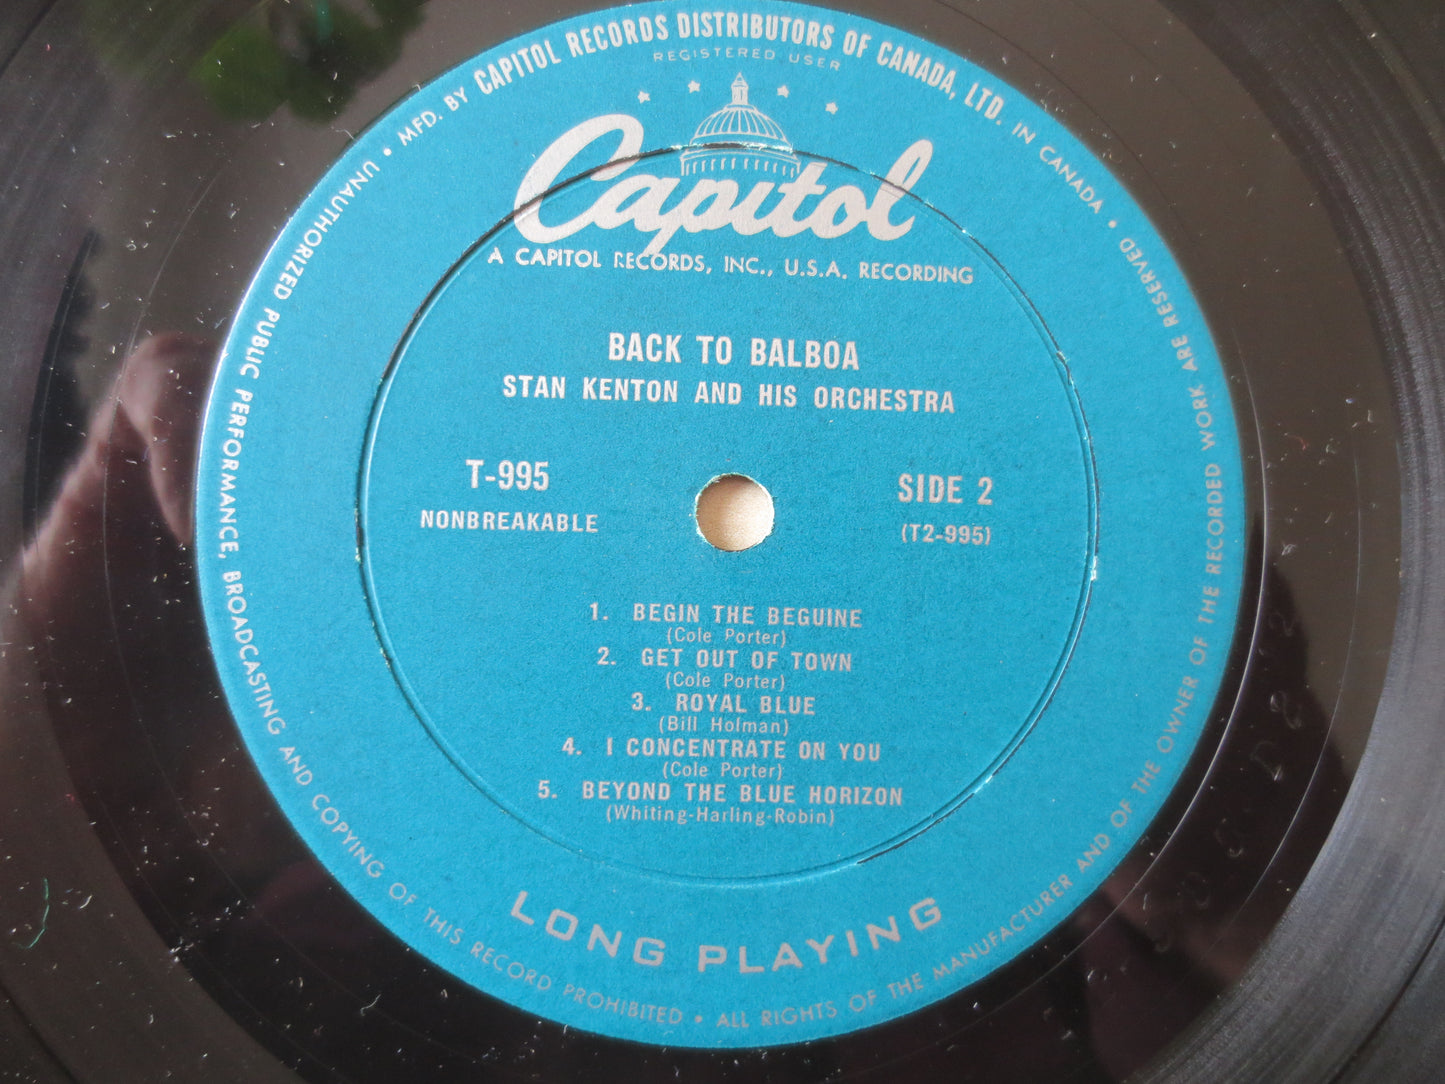 MFD. BY CAPITOL RECORDS DISTRIBUTORS OF CANADA, LTD. IN CANADA •
REGISTERED USER
Capitol
A CAPITOL RECORDS, INC., U.S.A. RECORDING
BACK TO BALBOA
STAN KENTON AND HIS ORCHESTRA
T-995
NONBREAKABLE
SIDE 2
(T2-995)
1. BEGIN THE BEGUINE
(Cole Porter)
2. GET OUT OF TOWN
(Cole Porter)
3. ROYAL BLUE
(Bill Holman)
4. I CONCENTRATE ON YOU
(Cole Porter)
5. BEYOND THE BLUE HORIZON
(Whiting-Harling-Robin)
LONG PLAYING
UNAUTHORIZED PUBLIC PERFORMANCE, BROADCASTING AND COPYING OF THIS RECORD PROHIBITED • ALL RIGHTS OF THE MANUFACTURER AND OF THE OWNER OF THE RECORDED WORK ARE RESERVED •